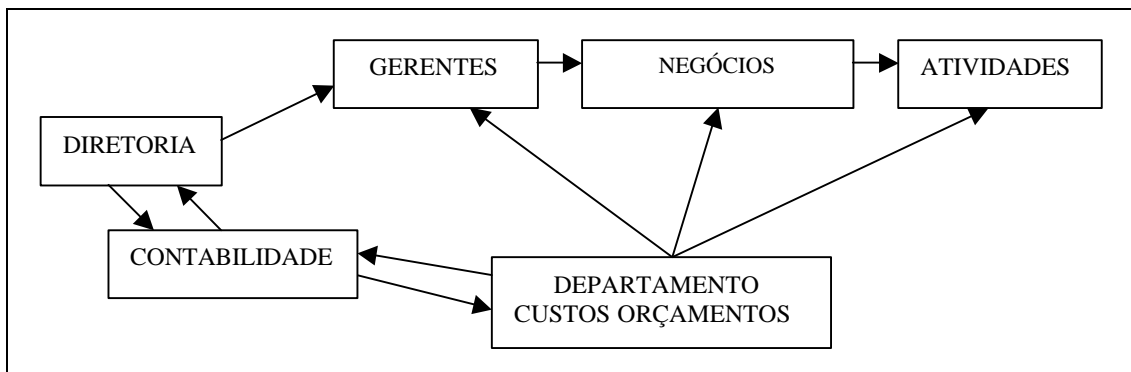 GERENTES
NEGÓCIOS
ATIVIDADES
DIRETORIA
CONTABILIDADE
DEPARTAMENTO
CUSTOS ORÇAMENTOS